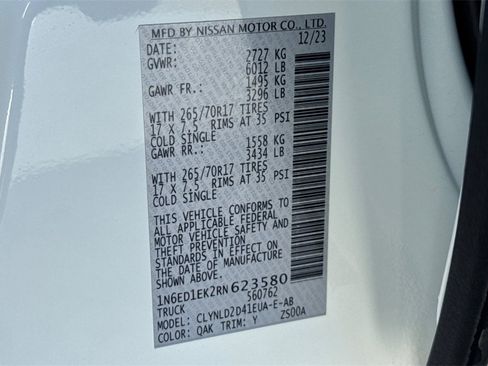 MFD BY NISSAN MOTOR CO., LTD.
DATE: 12/23
GVWR: 2727 KG
6012 LB
GAWR FR.: 1495 KG
3296 LB
WITH 265/70R17 TIRES
17 X 7.5 RIMS AT 35 PSI
COLD SINGLE
GAWR RR.: 1558 KG
3434 LB
WITH 265/70R17 TIRES
17 X 7.5 RIMS AT 35 PSI
COLD SINGLE
THIS VEHICLE CONFORMS TO
ALL APPLICABLE FEDERAL
MOTOR VEHICLE SAFETY AND
THEFT PREVENTION
STANDARDS IN EFFECT ON
THE DATE OF MANUFACTURE
SHOWN ABOVE.
1N6ED1EK2RN623580
TRUCK 560762
MODEL: CLYNLD2D41EUA-E-AB
COLOR: QAK TRIM: Y ZS00A